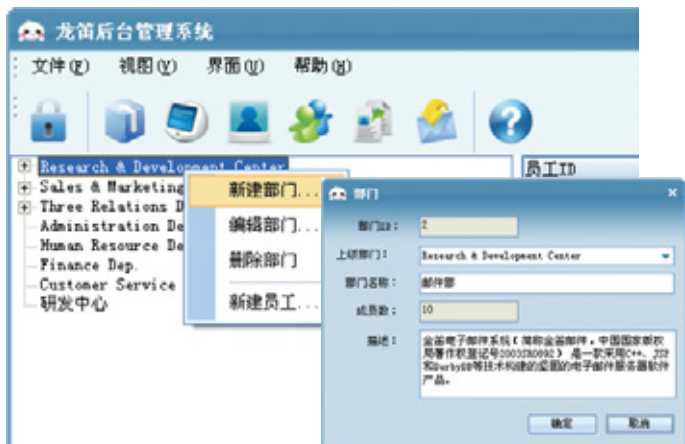 龙笛后台管理系统
文件(F) 视图(V) 界面(U) 帮助(H)
Research & Development Center
员工ID
Sales & Marketing
新建部门...
部门
Three Relations D
Administration De
编辑部门...
部门ID: 2
Human Resource De
删除部门
上级部门: Research & Development Center
Finance Dep.
部门名称: 邮件部
Customer Service
新建员工...
研发中心
成员数: 10
描述: 金笛电子邮件系统(简称金笛邮件,中国国家版权
局著作权登记号2003SR0892) 是一款采用C++、JSP
和DerbyDB等技术构建的坚固的电子邮件服务器软件
产品。
确定 取消